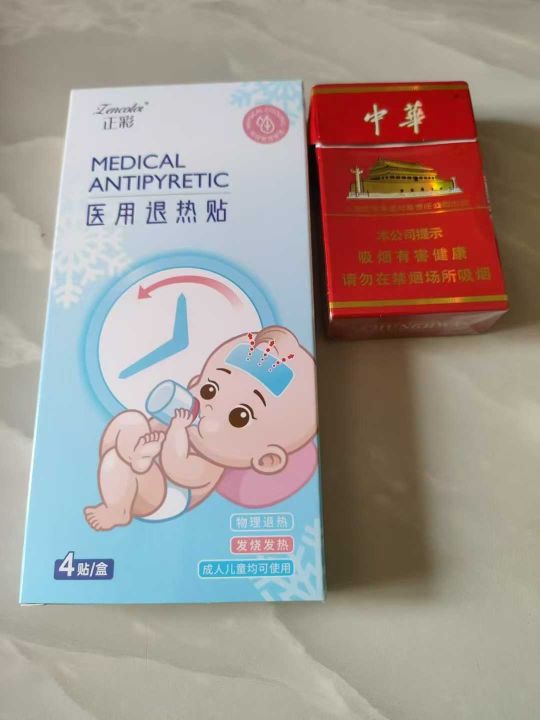 Zencolor
正彩
MEDICAL
ANTIPYRETIC
医用退热贴
物理退热
发烧发热
成人儿童均可使用
4贴/盒
中華
本公司提示
吸烟有害健康
请勿在禁烟场所吸烟